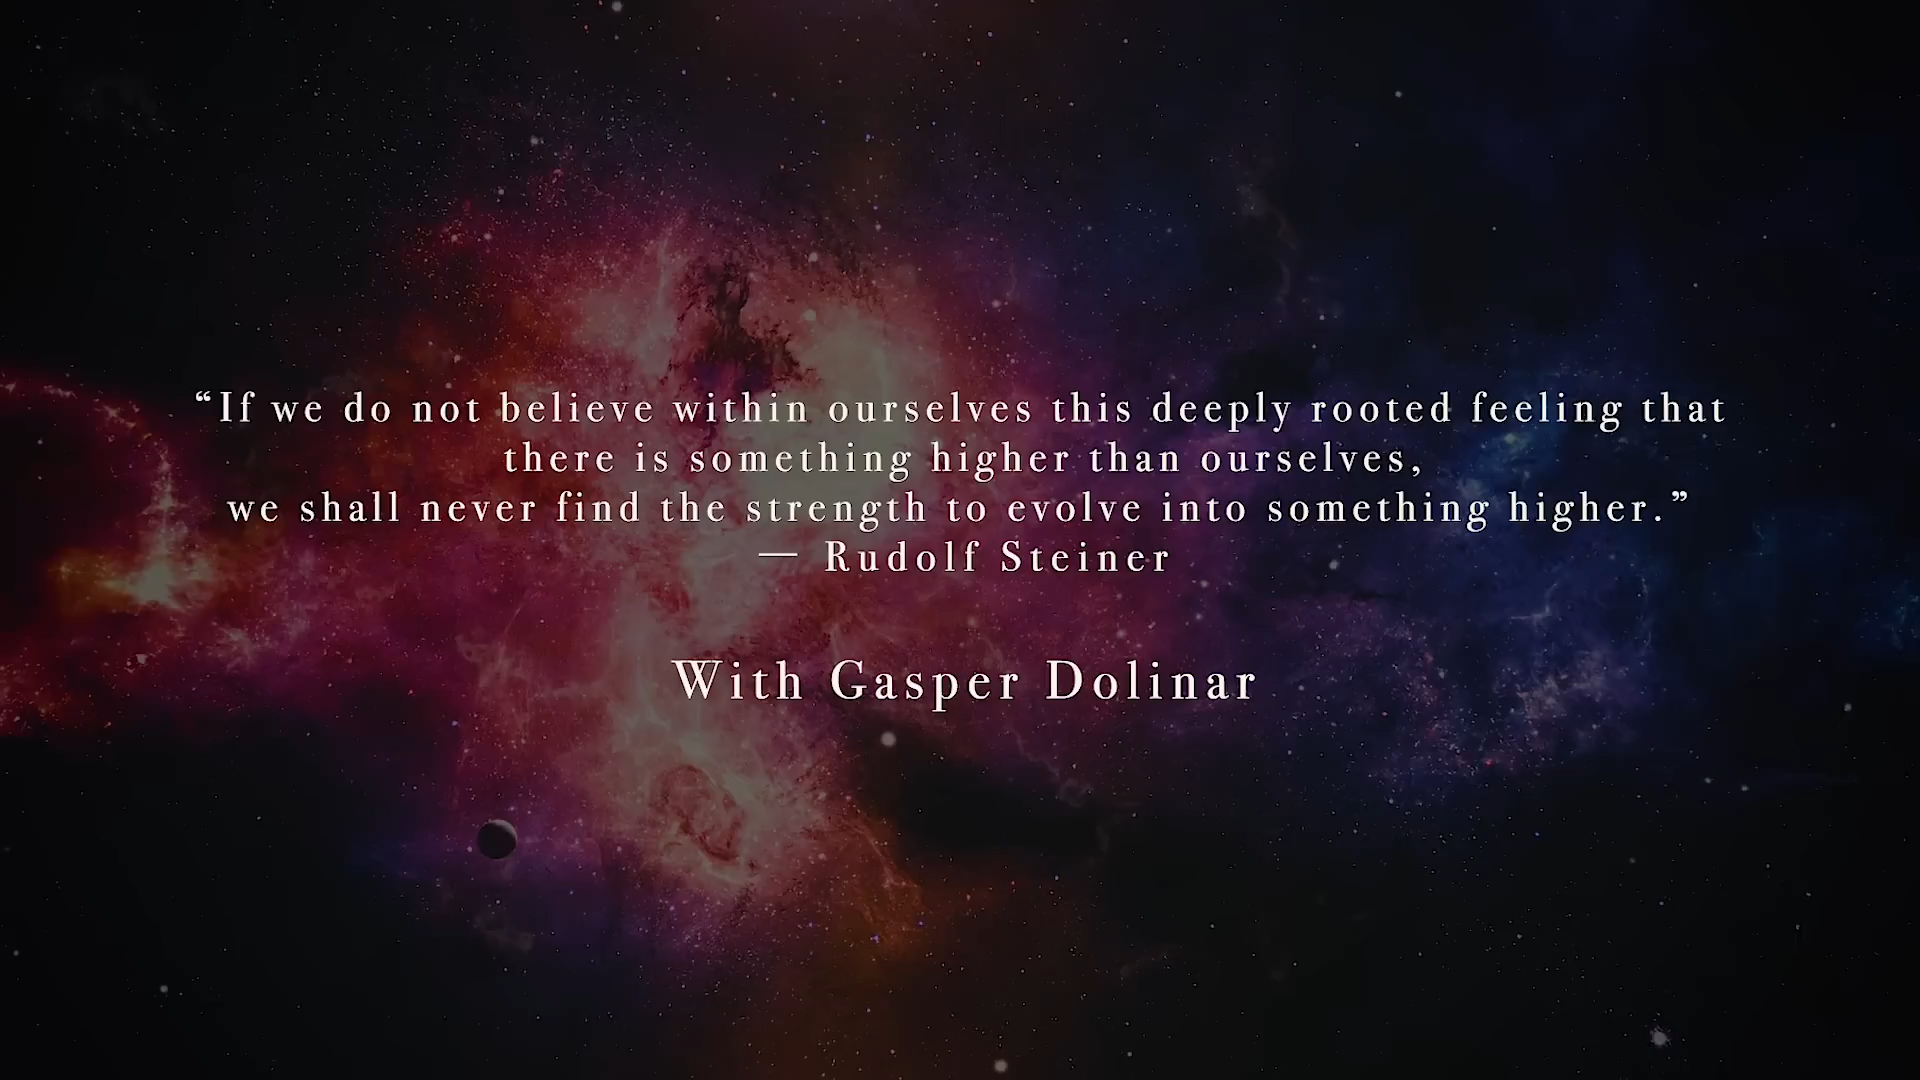 “If we do not believe within ourselves this deeply rooted feeling that
there is something higher than ourselves,
we shall never find the strength to evolve into something higher.”
— Rudolf Steiner
With Gasper Dolinar